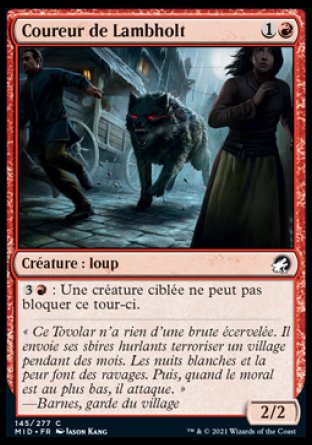 Coureur de Lambholt 1
Créature : loup
3 : Une créature ciblée ne peut pas
bloquer ce tour-ci.
« Ce Tovolar n'a rien d'une brute écervelée. Il
envoie ses sbires hurlants terroriser un village
pendant des mois. Les nuits blanches et la
peur font des ravages. Puis, quand le moral
est au plus bas, il attaque. »
—Barnes, garde du village
2/2
145/277 C
MID • FR Jason Kang
™ & © 2021 Wizards of the Coast